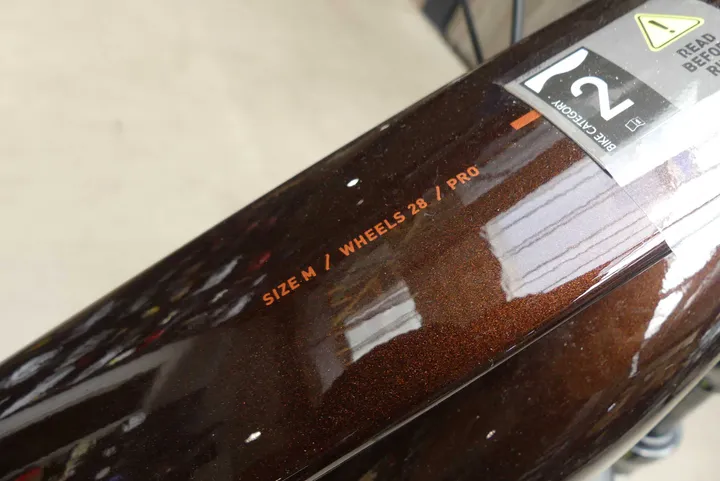 READ
BEFORE
2
BIKE CATEGORY
SIZE M / WHEELS 28 / PRO